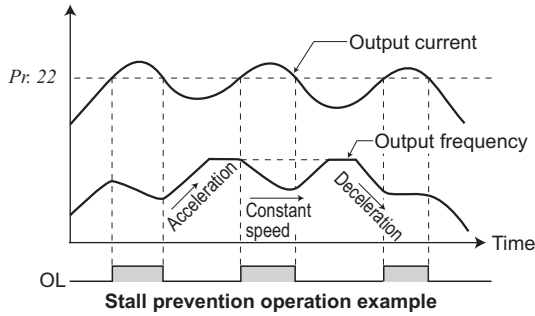 Output current
Pr. 22
Output frequency
Acceleration
Constant
speed
Deceleration
Time
OL
Stall prevention operation example